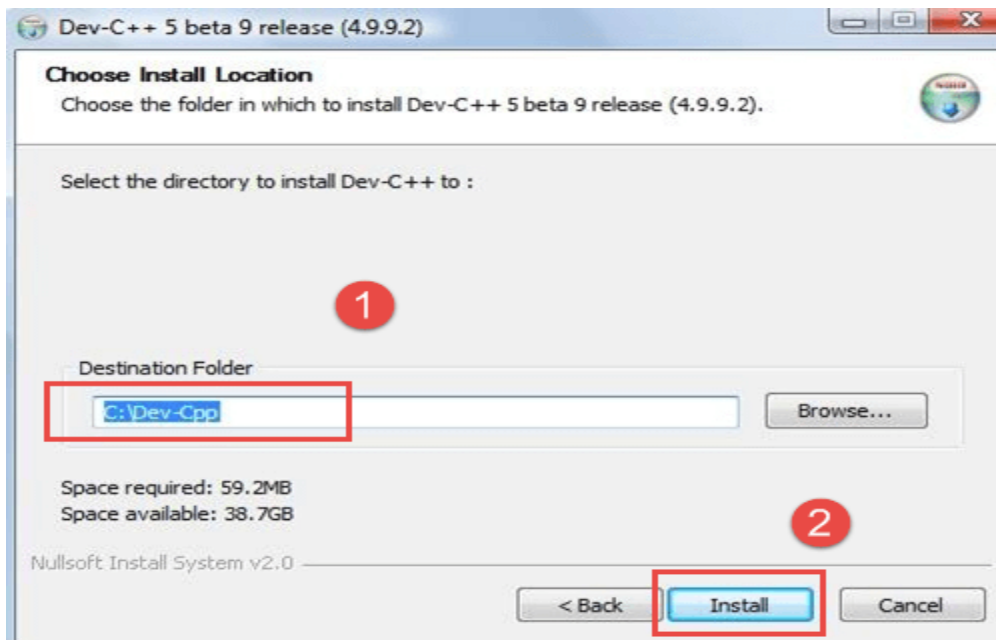 Dev-C++ 5 beta 9 release (4.9.9.2)
Choose Install Location
Choose the folder in which to install Dev-C++ 5 beta 9 release (4.9.9.2).
Select the directory to install Dev-C++ to :
1
Destination Folder
C:\Dev-Cpp
Browse...
Space required: 59.2MB
Space available: 38.7GB
2
Nullsoft Install System v2.0
< Back
Install
Cancel